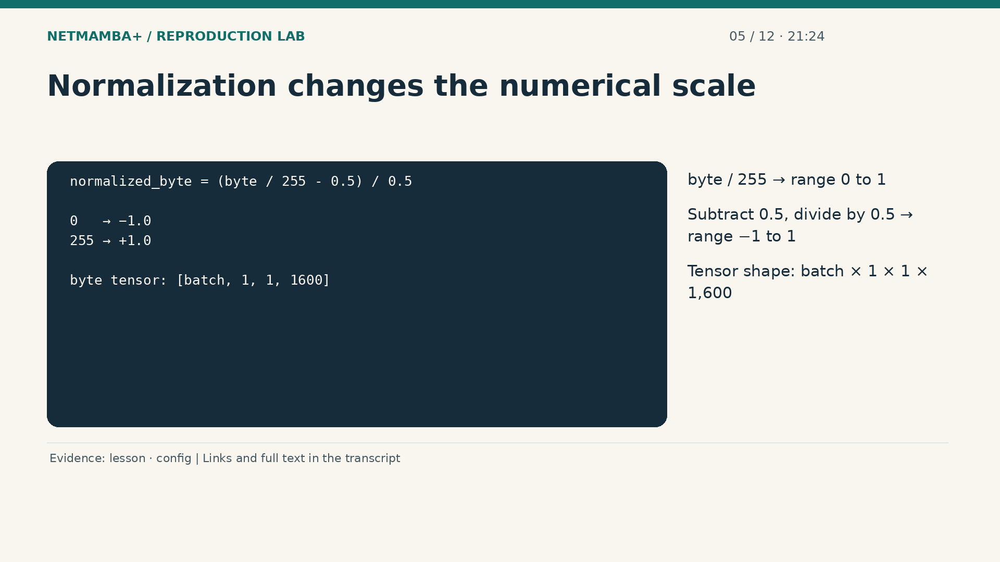 NETMAMBA+ / REPRODUCTION LAB
05 / 12 · 21:24
Normalization changes the numerical scale
normalized_byte = (byte / 255 - 0.5) / 0.5
0   → −1.0
255 → +1.0
byte tensor: [batch, 1, 1, 1600]
byte / 255 → range 0 to 1
Subtract 0.5, divide by 0.5 →
range −1 to 1
Tensor shape: batch × 1 × 1 ×
1,600
Evidence: lesson · config | Links and full text in the transcript